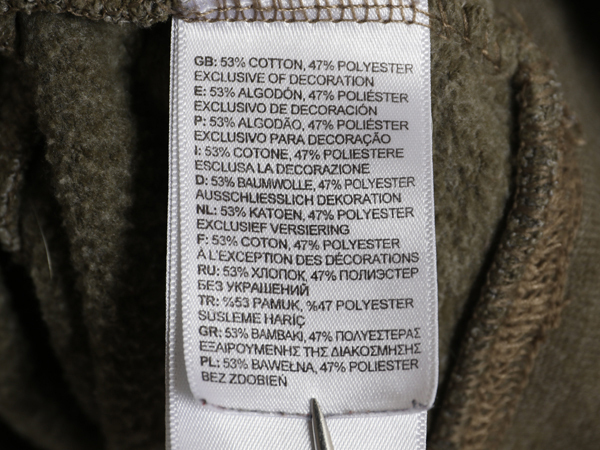 GB: 53% COTTON, 47% POLYESTER
EXCLUSIVE OF DECORATION
E: 53% ALGODÓN, 47% POLIÉSTER
EXCLUSIVO DE DECORACIÓN
P: 53% ALGODÃO, 47% POLIÉSTER
EXCLUSIVO PARA DECORAÇÃO
I: 53% COTONE, 47% POLIESTERE
ESCLUSA LA DECORAZIONE
D: 53% BAUMWOLLE, 47% POLYESTER
AUSSCHLIESSLICH DEKORATION
NL: 53% KATOEN, 47% POLYESTER
EXCLUSIEF VERSIERING
F: 53% COTON, 47% POLYESTER
À L'EXCEPTION DES DÉCORATIONS
RU: 53% ХЛОПОК, 47% ПОЛИЭСТЕР
БЕЗ УКРАШЕНИЙ
TR: %53 PAMUK, %47 POLYESTER
SÜSLEME HARİÇ
GR: 53% ΒΑΜΒΑΚΙ, 47% ΠΟΛΥΕΣΤΕΡΑΣ
ΕΞΑΙΡΟΥΜΕΝΗΣ ΤΗΣ ΔΙΑΚΟΣΜΗΣΗΣ
PL: 53% BAWEŁNA, 47% POLIESTER
BEZ ZDOBIEŃ